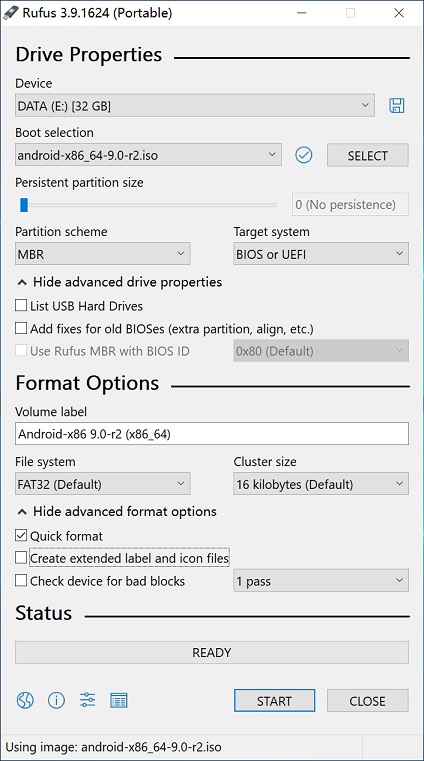 Rufus 3.9.1624 (Portable)
Drive Properties
Device
DATA (E:) [32 GB]
Boot selection
android-x86_64-9.0-r2.iso
SELECT
Persistent partition size
0 (No persistence)
Partition scheme
Target system
MBR
BIOS or UEFI
Hide advanced drive properties
List USB Hard Drives
Add fixes for old BIOSes (extra partition, align, etc.)
Use Rufus MBR with BIOS ID
0x80 (Default)
Format Options
Volume label
Android-x86 9.0-r2 (x86_64)
File system
Cluster size
FAT32 (Default)
16 kilobytes (Default)
Hide advanced format options
Quick format
Create extended label and icon files
Check device for bad blocks
1 pass
Status
READY
START
CLOSE
Using image: android-x86_64-9.0-r2.iso